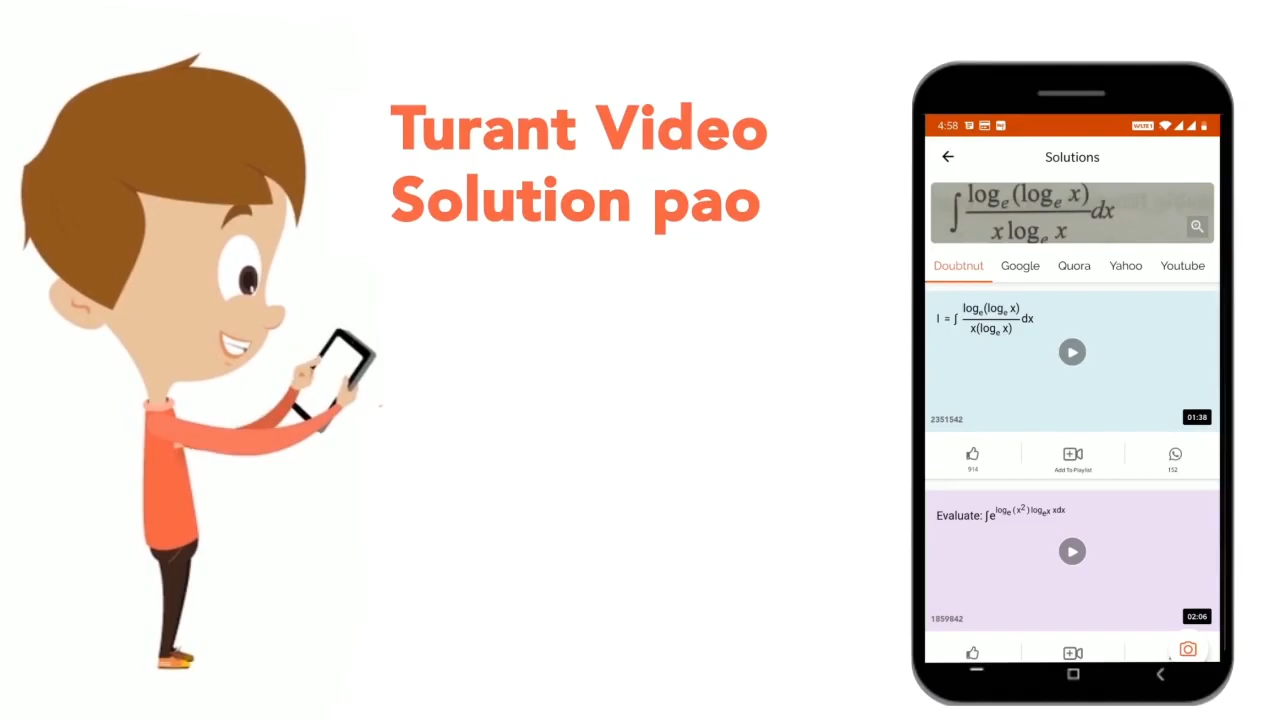 Turant Video
Solution pao
4:58
VoLTE1
Solutions
∫ logₑ(logₑ x) / x logₑ x dx
Doubtnut Google Quora Yahoo Youtube
I = ∫ logₑ(logₑ x) / x(logₑ x) dx
2351542 01:38
914 Add To Playlist 152
Evaluate: ∫e^logₑ(x²)logₑx xdx
1859842 02:06